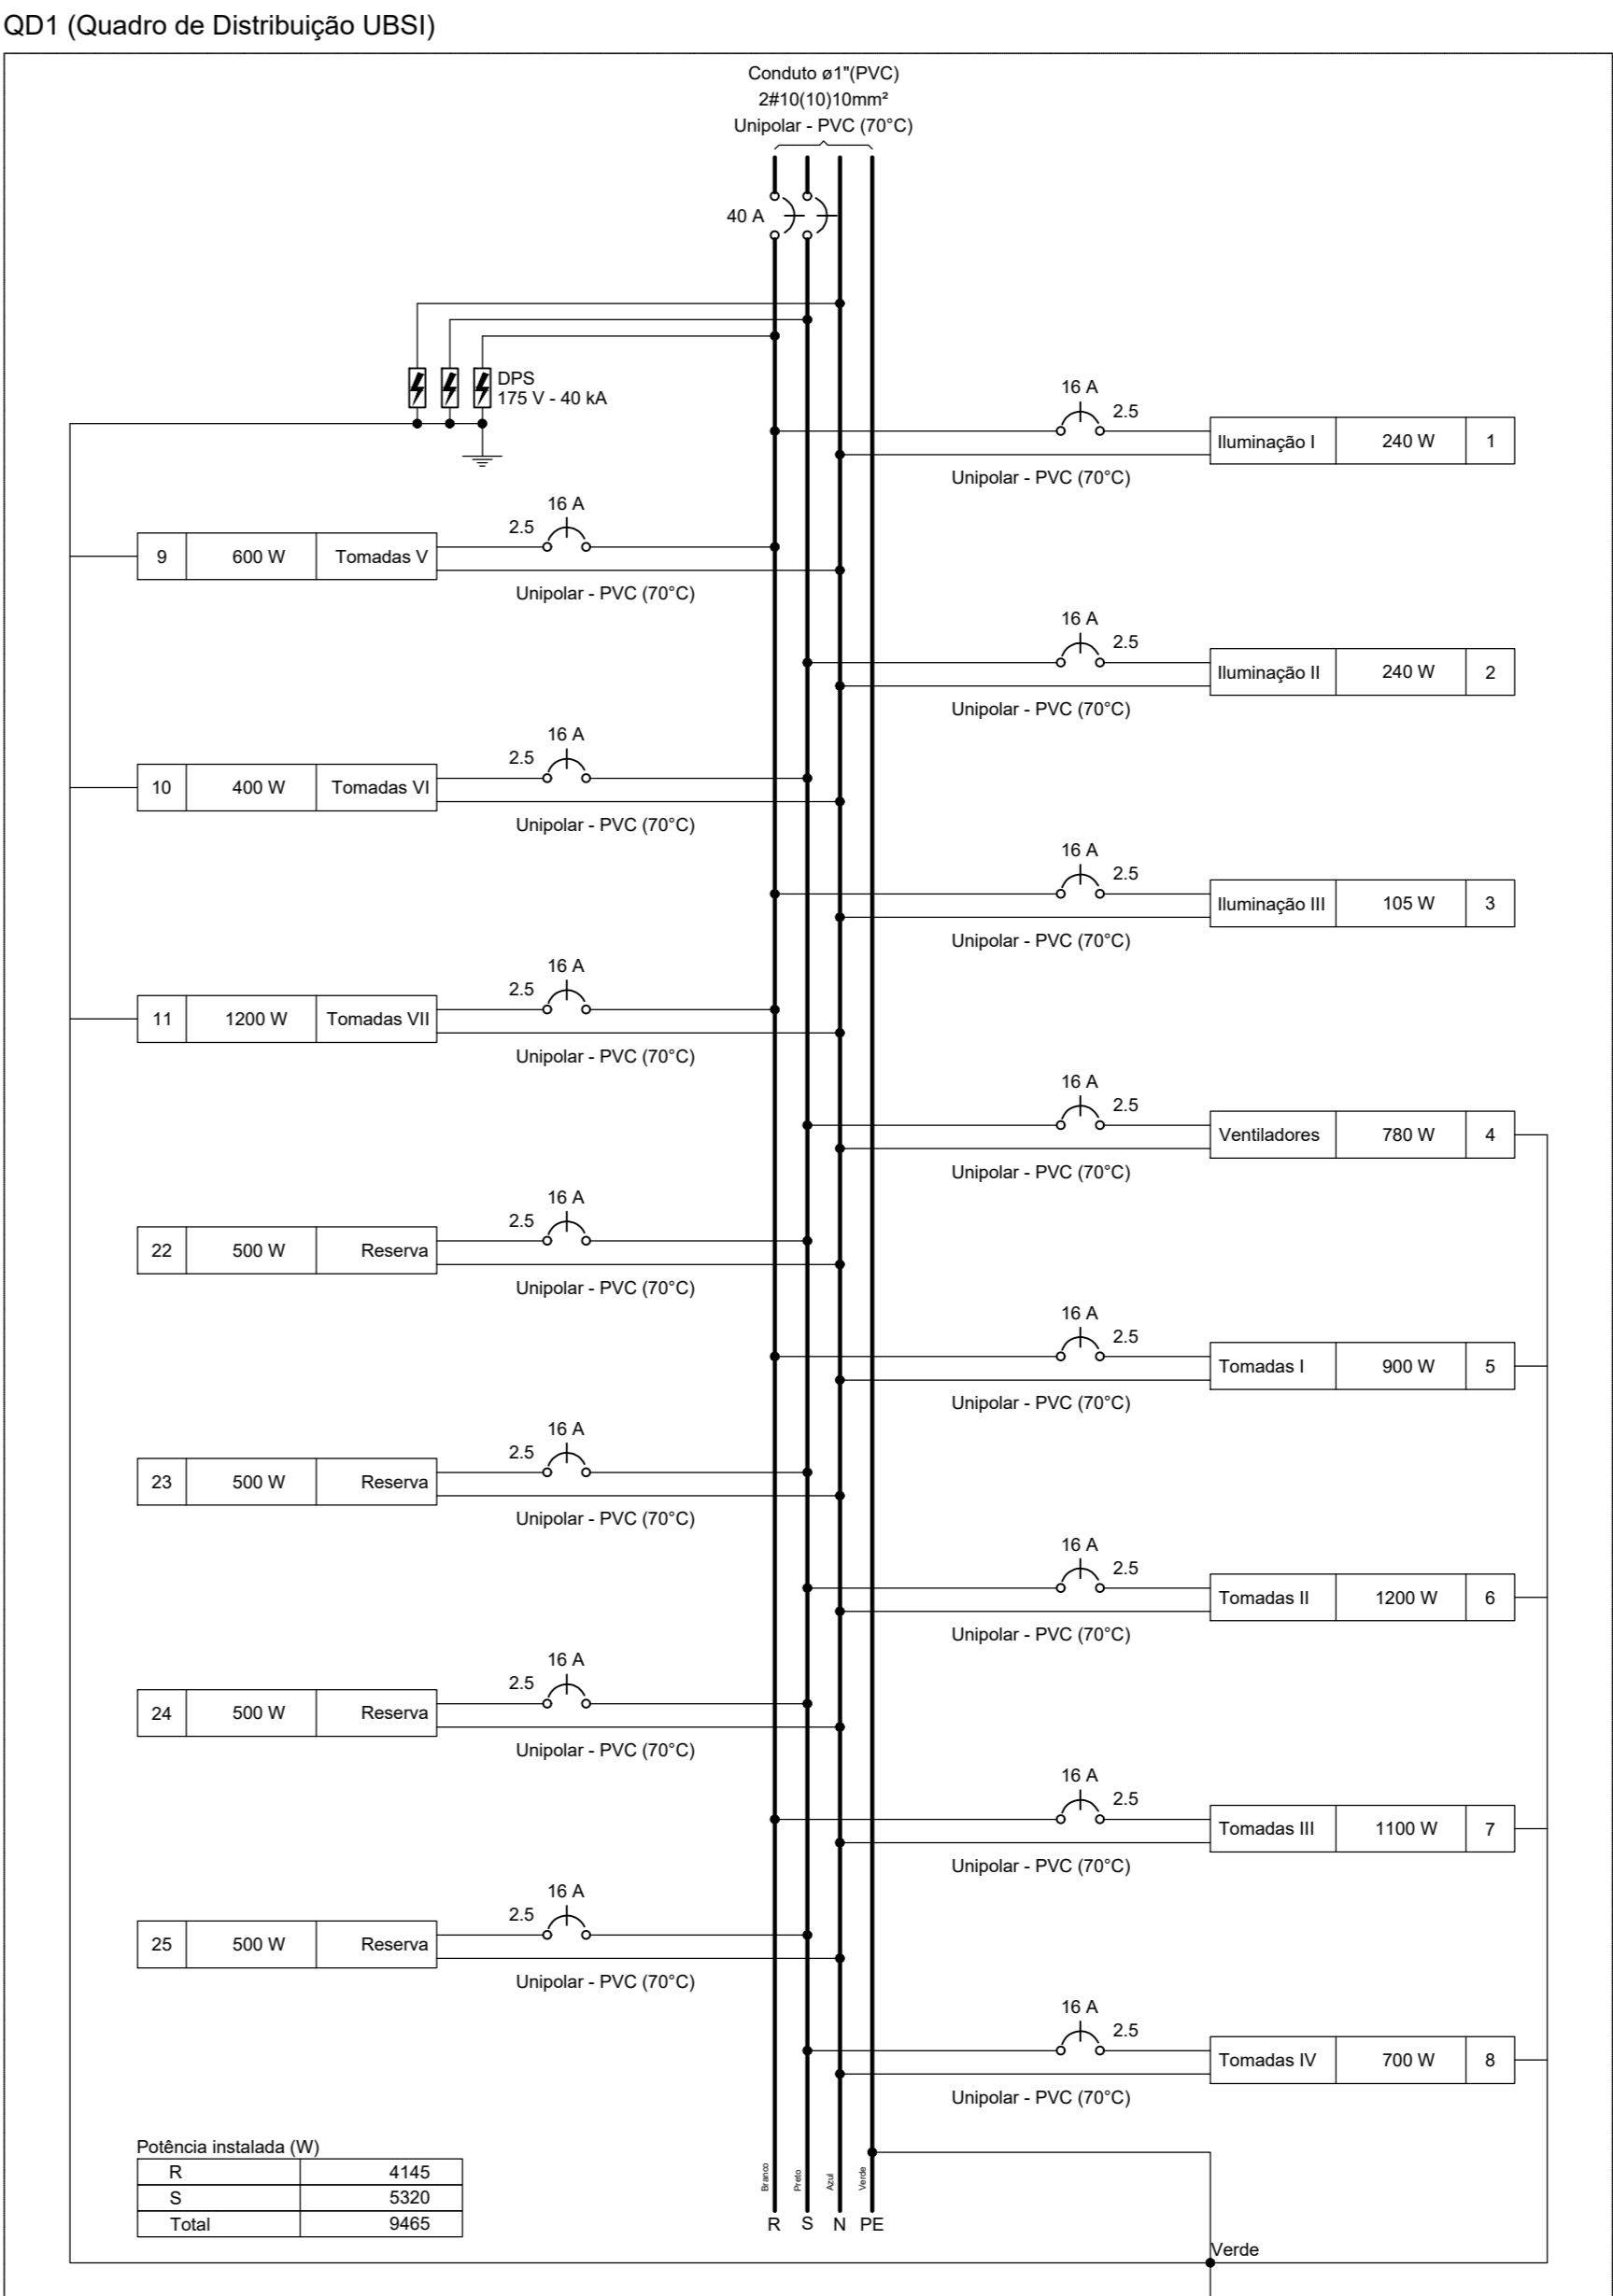 QD1 (Quadro de Distribuição UBSI)
Conduto ø1"(PVC)
2#10(10)10mm²
Unipolar - PVC (70°C)
40 A
DPS
175 V - 40 kA
16 A
2.5
Iluminação I 240 W 1
Unipolar - PVC (70°C)
16 A
2.5
9 600 W Tomadas V
Unipolar - PVC (70°C)
16 A
2.5
Iluminação II 240 W 2
Unipolar - PVC (70°C)
16 A
2.5
10 400 W Tomadas VI
Unipolar - PVC (70°C)
16 A
2.5
Iluminação III 105 W 3
Unipolar - PVC (70°C)
16 A
2.5
11 1200 W Tomadas VII
Unipolar - PVC (70°C)
16 A
2.5
Ventiladores 780 W 4
Unipolar - PVC (70°C)
16 A
2.5
22 500 W Reserva
Unipolar - PVC (70°C)
16 A
2.5
Tomadas I 900 W 5
Unipolar - PVC (70°C)
16 A
2.5
23 500 W Reserva
Unipolar - PVC (70°C)
16 A
2.5
Tomadas II 1200 W 6
Unipolar - PVC (70°C)
16 A
2.5
24 500 W Reserva
Unipolar - PVC (70°C)
16 A
2.5
Tomadas III 1100 W 7
Unipolar - PVC (70°C)
16 A
2.5
25 500 W Reserva
Unipolar - PVC (70°C)
16 A
2.5
Tomadas IV 700 W 8
Unipolar - PVC (70°C)
Potência instalada (W)
R 4145
S 5320
Total 9465
Branco
Preto
Azul
Verde
R S N PE
Verde